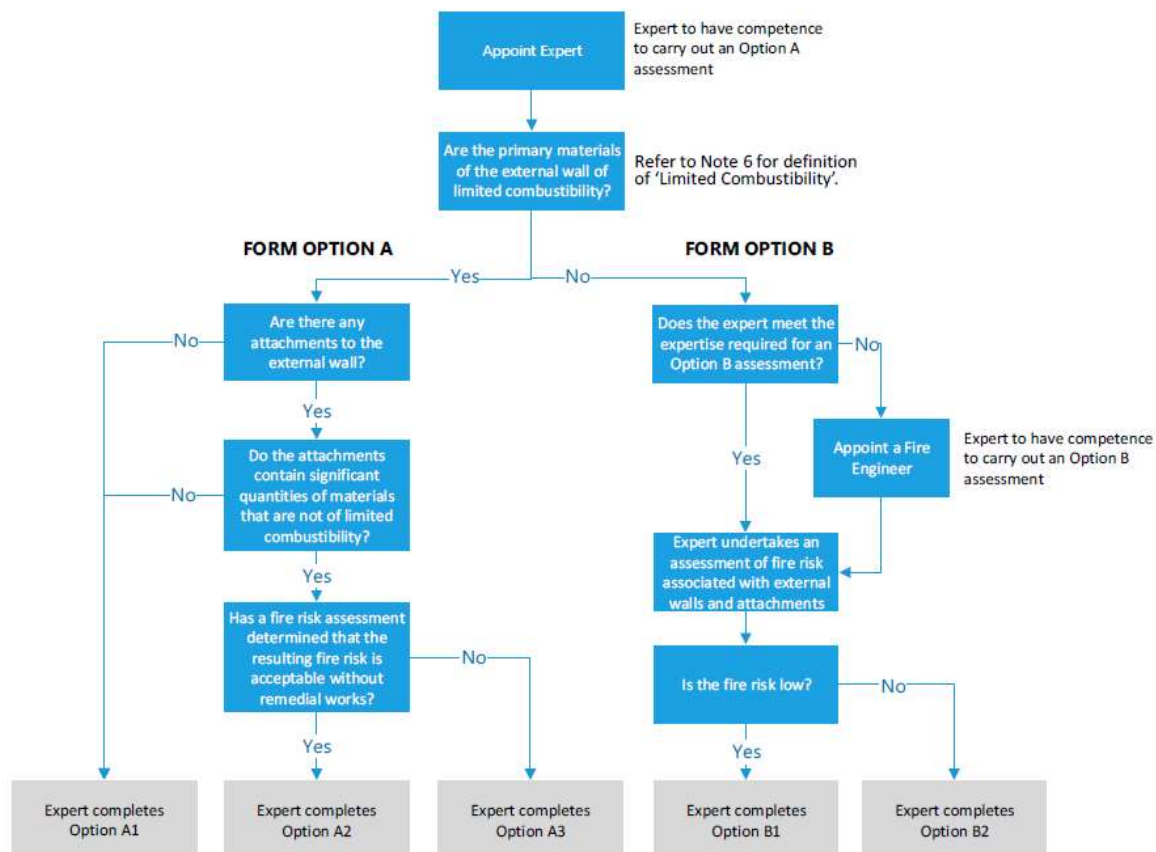 Appoint Expert
Expert to have competence
to carry out an Option A
assessment
Are the primary materials
of the external wall of
limited combustibility?
Refer to Note 6 for definition
of ‘Limited Combustibility’.
FORM OPTION A
FORM OPTION B
Yes
No
Are there any
attachments to the
external wall?
No
Does the expert meet the
expertise required for an
Option B assessment?
No
Yes
Do the attachments
contain significant
quantities of materials
that are not of limited
combustibility?
No
Yes
Appoint a Fire
Engineer
Expert to have competence
to carry out an Option B
assessment
Expert undertakes an
assessment of fire risk
associated with external
walls and attachments
Yes
Has a fire risk assessment
determined that the
resulting fire risk is
acceptable without
remedial works?
No
Is the fire risk low?
No
Yes
Yes
Expert completes
Option A1
Expert completes
Option A2
Expert completes
Option A3
Expert completes
Option B1
Expert completes
Option B2